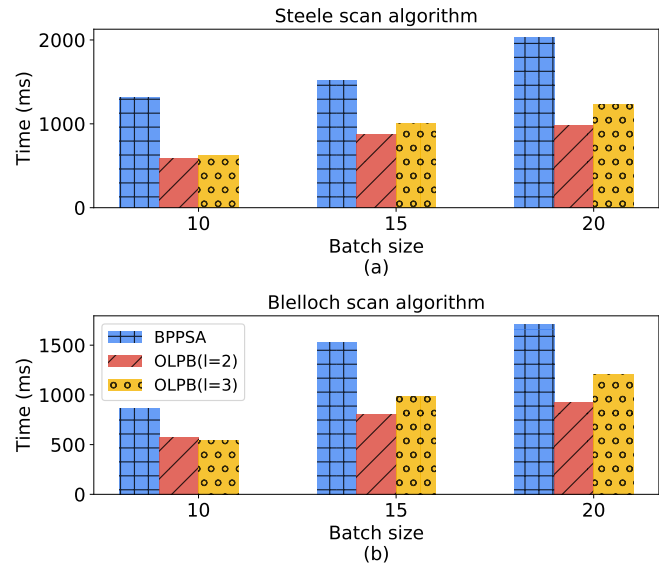 Steele scan algorithm
Time (ms)
2000
1000
0
10 15 20
Batch size
(a)
Blelloch scan algorithm
Time (ms)
1500
1000
500
0
BPPSA
OLPB(l=2)
OLPB(l=3)
10 15 20
Batch size
(b)